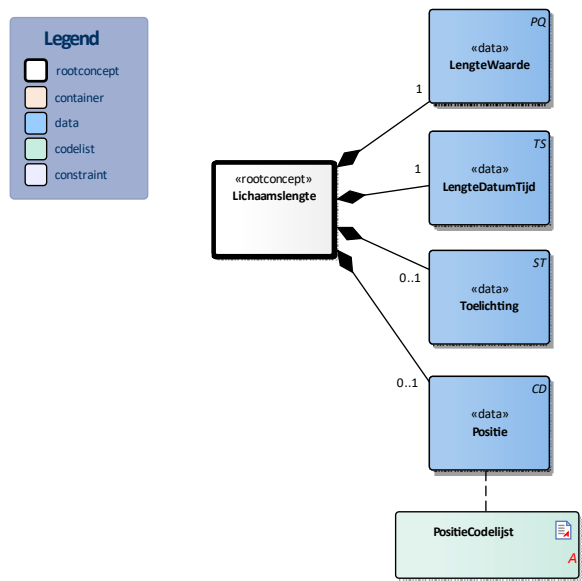 Legend
rootconcept
container
data
codelist
constraint
«rootconcept»
Lichaamslengte
PQ
«data»
LengteWaarde
1
TS
«data»
LengteDatumTijd
1
ST
«data»
Toelichting
0..1
CD
«data»
Positie
0..1
PositieCodelijst
A